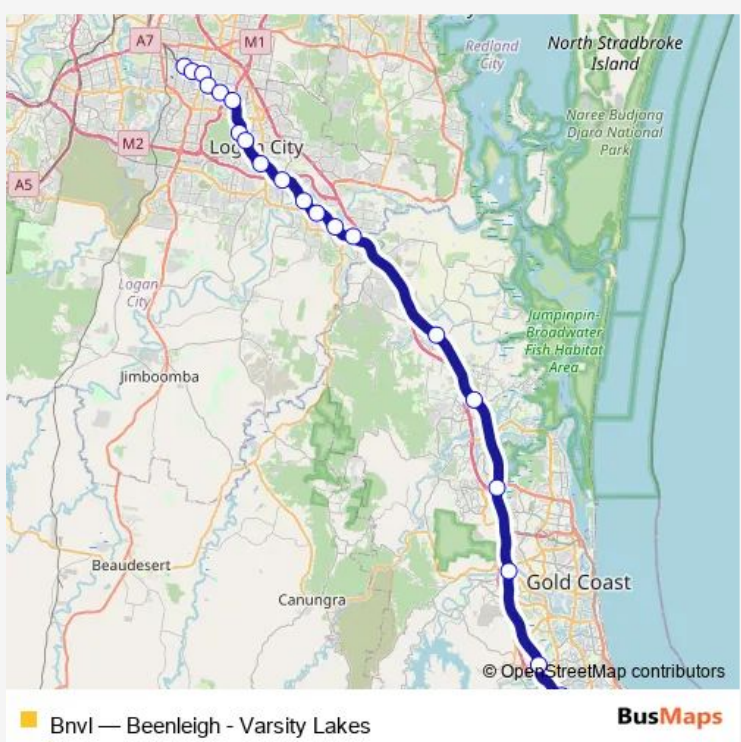 A7
M1
Redland
City
North Stradbroke
Island
Naree Budjong
Djara National
Park
M2
Logan City
A5
Logan
City
Jumpinpin-
Broadwater
Fish Habitat
Area
Jimboomba
Beaudesert
Canungra
Gold Coast
© OpenStreetMap contributors
Bnvl — Beenleigh - Varsity Lakes
BusMaps